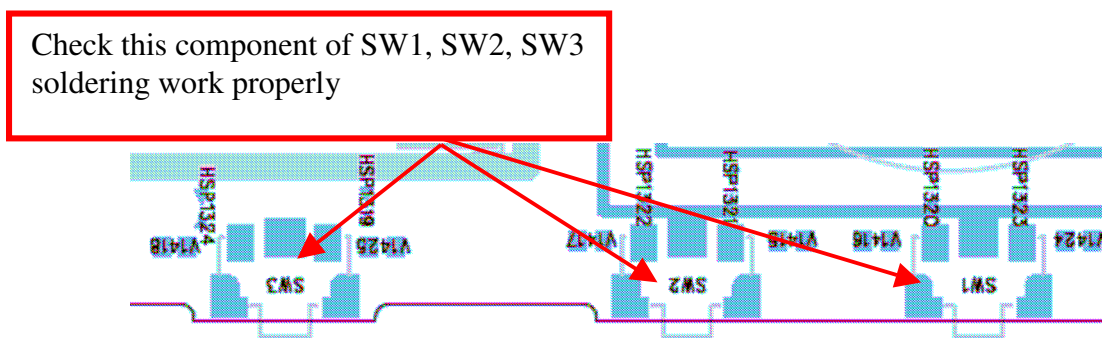 Check this component of SW1, SW2, SW3
soldering work properly
HSP1324
HSP1319
HSP1322
HSP1321
HSP1320
HSP1323
V1418
V1425
V1417
V1416
V1424
SW3
SW2
SW1